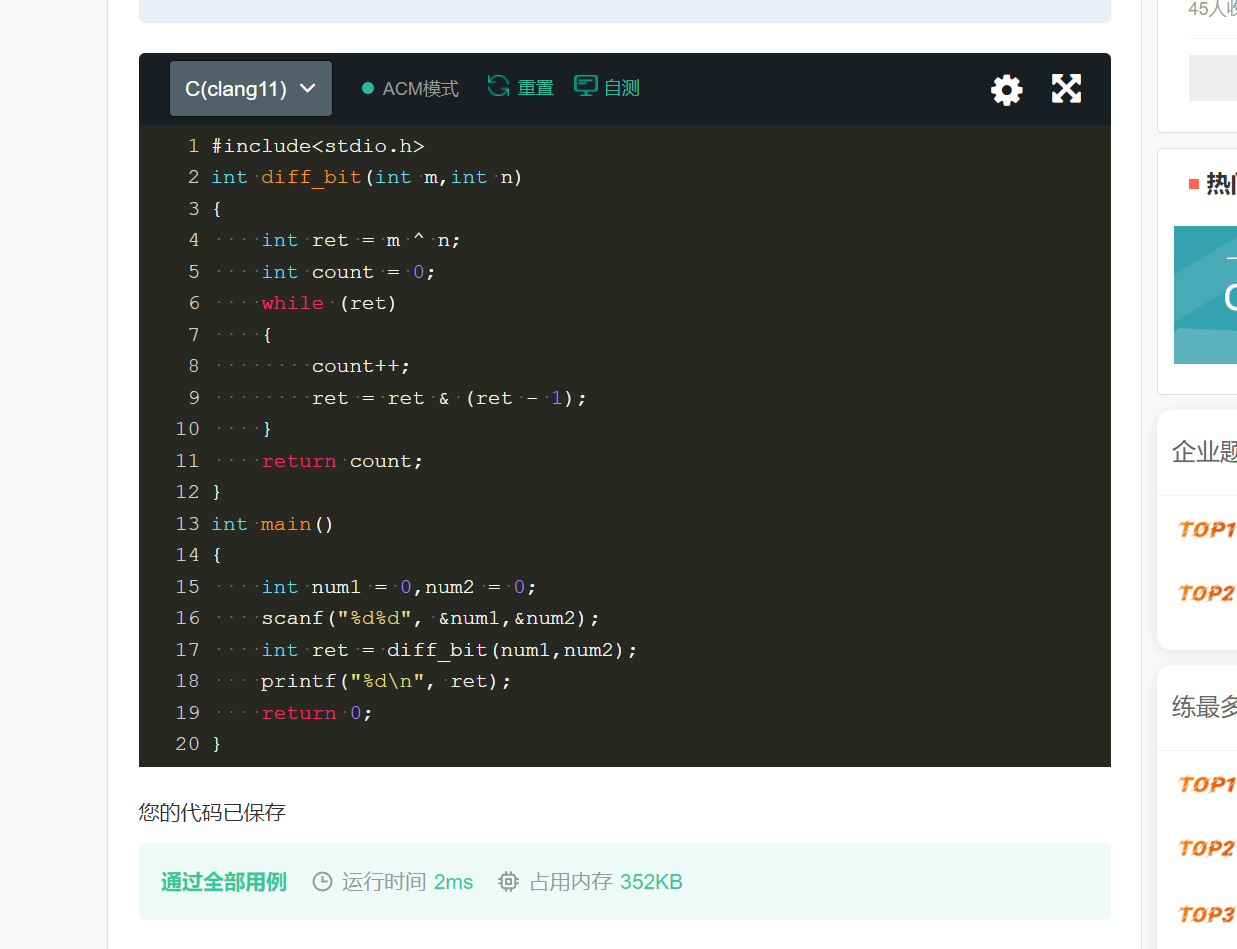 45人收
C(clang11)
ACM模式
重置
自测
1 #include<stdio.h>
2 int diff_bit(int m,int n)
3 {
4     int ret = m ^ n;
5     int count = 0;
6     while (ret)
7     {
8         count++;
9         ret = ret & (ret - 1);
10     }
11     return count;
12 }
13 int main()
14 {
15     int num1 = 0,num2 = 0;
16     scanf("%d%d", &num1,&num2);
17     int ret = diff_bit(num1,num2);
18     printf("%d\n", ret);
19     return 0;
20 }
您的代码已保存
通过全部用例 运行时间 2ms 占用内存 352KB
企业题
TOP1
TOP2
练最多
TOP1
TOP2
TOP3